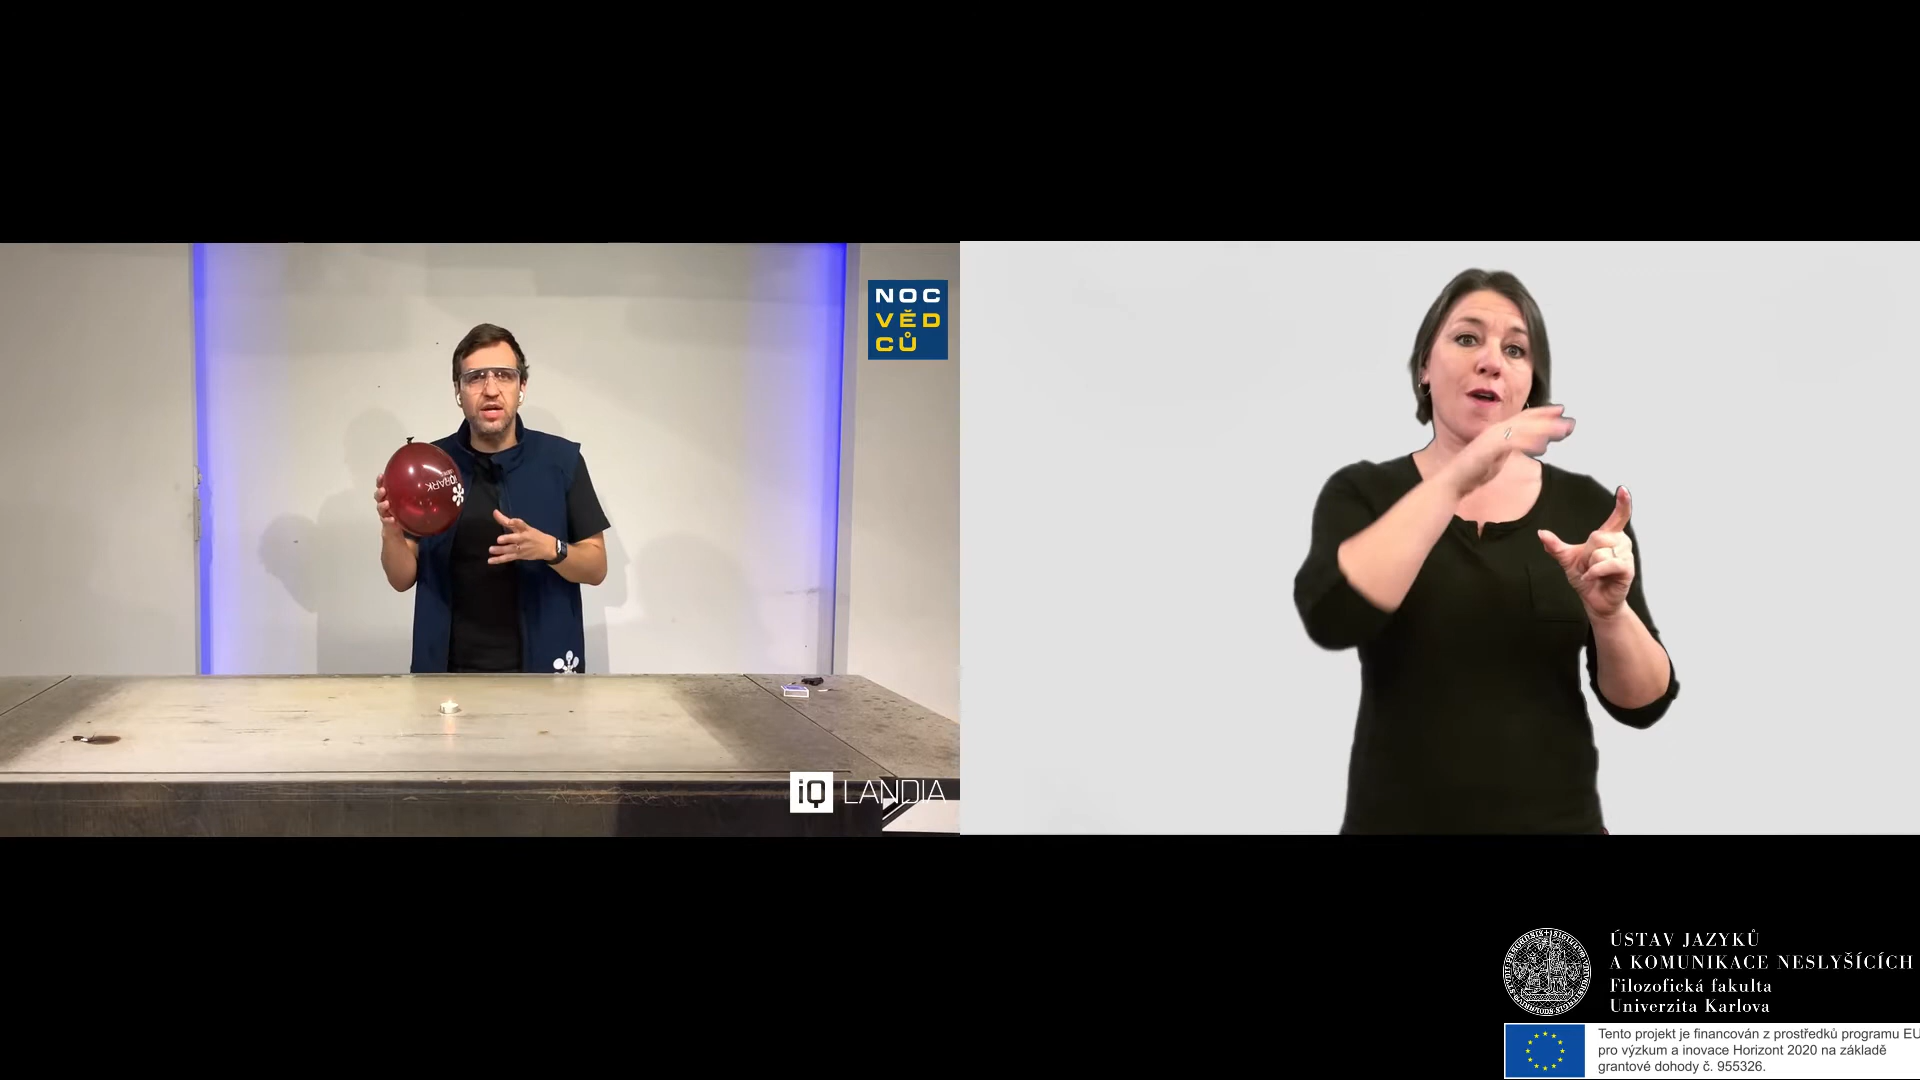 NOC
VĚD
CŮ
iQPARK
iQ LANDIA
ÚSTAV JAZYKŮ
A KOMUNIKACE NESLYŠÍCÍCH
Filozofická fakulta
Univerzita Karlova
Tento projekt je financován z prostředků programu EU
pro výzkum a inovace Horizont 2020 na základě
grantové dohody č. 955326.